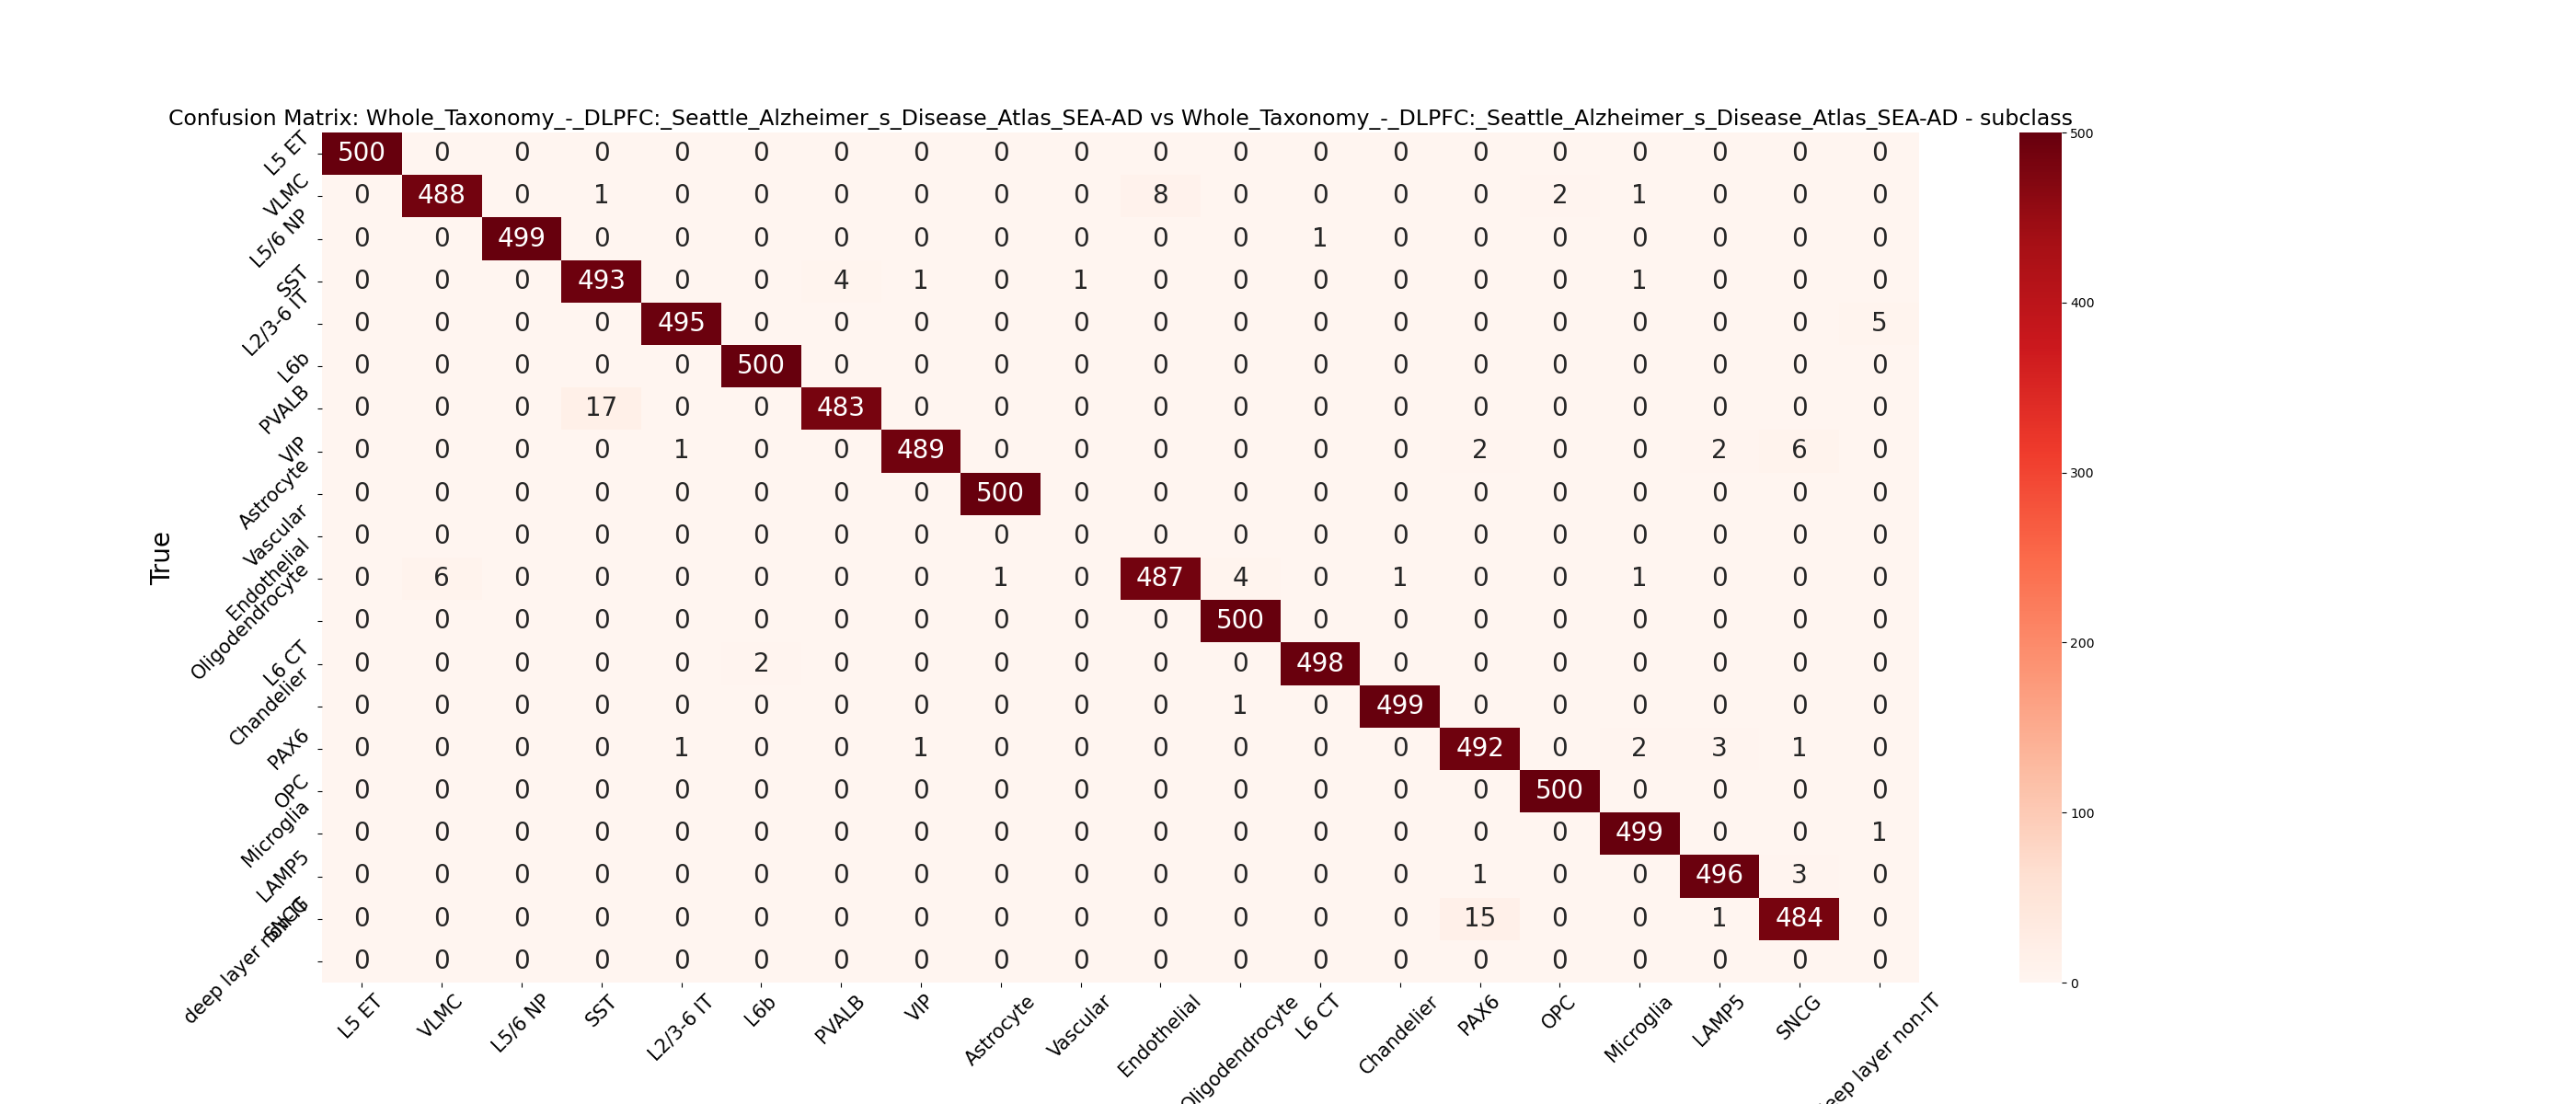 Confusion Matrix: Whole_Taxonomy_-_DLPFC:_Seattle_Alzheimer_s_Disease_Atlas_SEA-AD vs Whole_Taxonomy_-_DLPFC:_Seattle_Alzheimer_s_Disease_Atlas_SEA-AD - subclass
L5 ET 500 0 0 0 0 0 0 0 0 0 0 0 0 0 0 0 0 0 0 0
VLMC 0 488 0 1 0 0 0 0 0 0 8 0 0 0 0 2 1 0 0 0
L5/6 NP 0 0 499 0 0 0 0 0 0 0 0 0 1 0 0 0 0 0 0 0
SST 0 0 0 493 0 0 4 1 0 1 0 0 0 0 0 0 1 0 0 0
L2/3-6 IT 0 0 0 0 495 0 0 0 0 0 0 0 0 0 0 0 0 0 0 5
L6b 0 0 0 0 0 500 0 0 0 0 0 0 0 0 0 0 0 0 0 0
PVALB 0 0 0 17 0 0 483 0 0 0 0 0 0 0 0 0 0 0 0 0
VIP 0 0 0 0 1 0 0 489 0 0 0 0 0 0 2 0 0 2 6 0
Astrocyte 0 0 0 0 0 0 0 0 500 0 0 0 0 0 0 0 0 0 0 0
Vascular 0 0 0 0 0 0 0 0 0 0 0 0 0 0 0 0 0 0 0 0
Endothelial 0 6 0 0 0 0 0 0 1 0 487 4 0 1 0 0 1 0 0 0
Oligodendrocyte 0 0 0 0 0 0 0 0 0 0 0 500 0 0 0 0 0 0 0 0
L6 CT 0 0 0 0 0 2 0 0 0 0 0 0 498 0 0 0 0 0 0 0
Chandelier 0 0 0 0 0 0 0 0 0 0 0 1 0 499 0 0 0 0 0 0
PAX6 0 0 0 0 1 0 0 1 0 0 0 0 0 0 492 0 2 3 1 0
OPC 0 0 0 0 0 0 0 0 0 0 0 0 0 0 0 500 0 0 0 0
Microglia 0 0 0 0 0 0 0 0 0 0 0 0 0 0 0 0 499 0 0 1
LAMP5 0 0 0 0 0 0 0 0 0 0 0 0 0 0 1 0 0 496 3 0
SNCG 0 0 0 0 0 0 0 0 0 0 0 0 0 0 15 0 0 1 484 0
deep layer non-IT 0 0 0 0 0 0 0 0 0 0 0 0 0 0 0 0 0 0 0 0
True
L5 ET VLMC L5/6 NP SST L2/3-6 IT L6b PVALB VIP Astrocyte Vascular Endothelial Oligodendrocyte L6 CT Chandelier PAX6 OPC Microglia LAMP5 SNCG eep layer non-IT
500
400
300
200
100
0